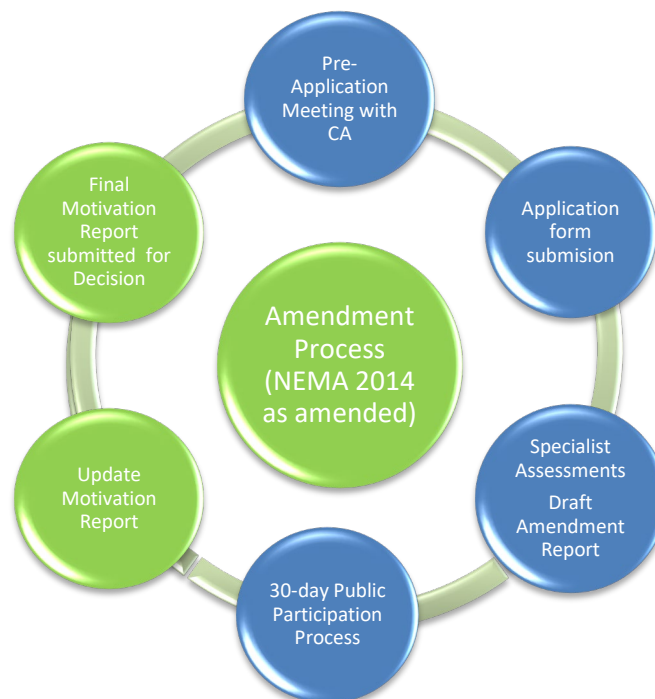 Pre-
Application
Meeting with
CA
Application
form
submision
Specialist
Assessments
Draft
Amendment
Report
30-day Public
Participation
Process
Update
Motivation
Report
Final
Motivation
Report
submitted for
Decision
Amendment
Process
(NEMA 2014
as amended)